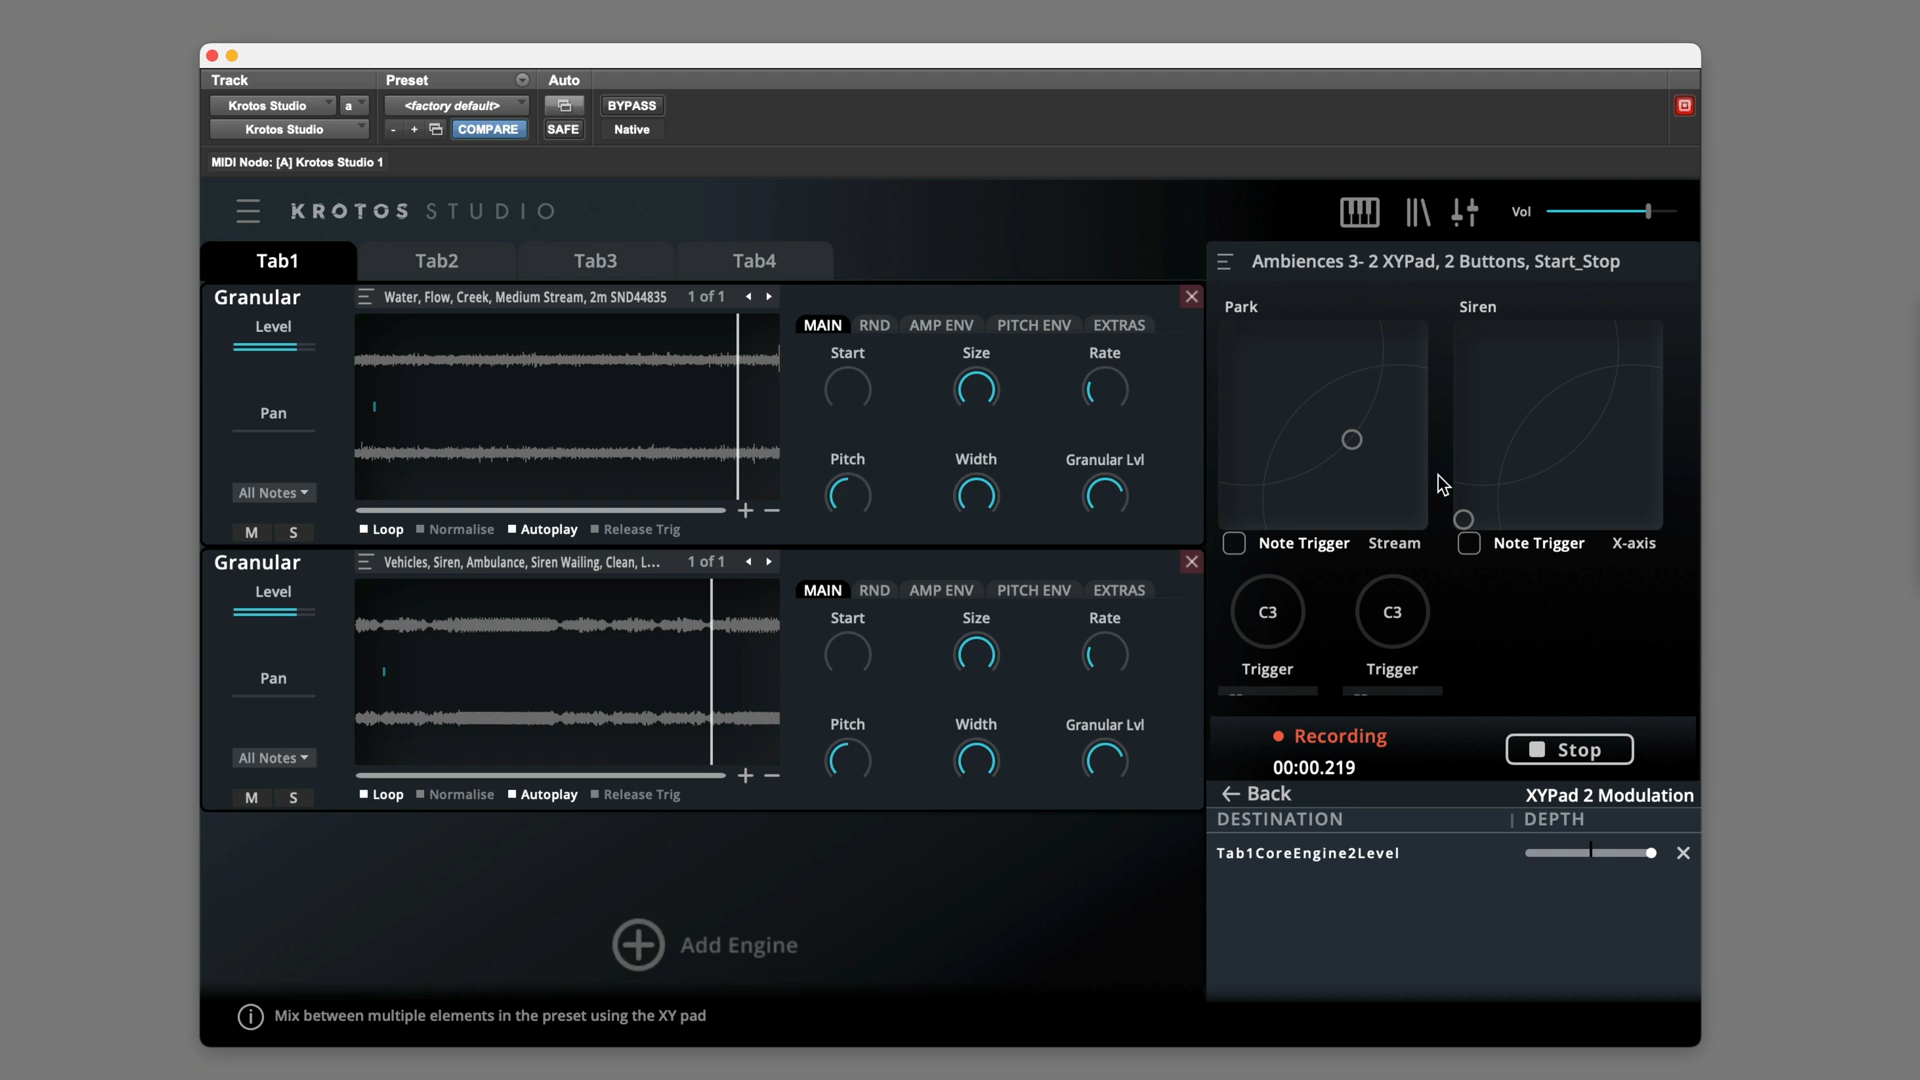 Track
Preset
Auto
Krotos Studio
a
<factory default>
BYPASS
Krotos Studio
- +
COMPARE
SAFE
Native
MIDI Node: [A] Krotos Studio 1
KROTOS STUDIO
Vol
Tab1
Tab2
Tab3
Tab4
Ambiences 3- 2 XYPad, 2 Buttons, Start_Stop
Granular
Water, Flow, Creek, Medium Stream, 2m SND44835
1 of 1
Level
Pan
All Notes
M S
Loop
Normalise
Autoplay
Release Trig
MAIN
RND
AMP ENV
PITCH ENV
EXTRAS
Start
Size
Rate
Pitch
Width
Granular Lvl
Granular
Vehicles, Siren, Ambulance, Siren Wailing, Clean, L...
1 of 1
Level
Pan
All Notes
M S
Loop
Normalise
Autoplay
Release Trig
MAIN
RND
AMP ENV
PITCH ENV
EXTRAS
Start
Size
Rate
Pitch
Width
Granular Lvl
Add Engine
Park
Siren
Note Trigger
Stream
Note Trigger
X-axis
C3
C3
Trigger
Trigger
Recording
00:00.219
Stop
Back
XYPad 2 Modulation
DESTINATION
DEPTH
Tab1CoreEngine2Level
Mix between multiple elements in the preset using the XY pad